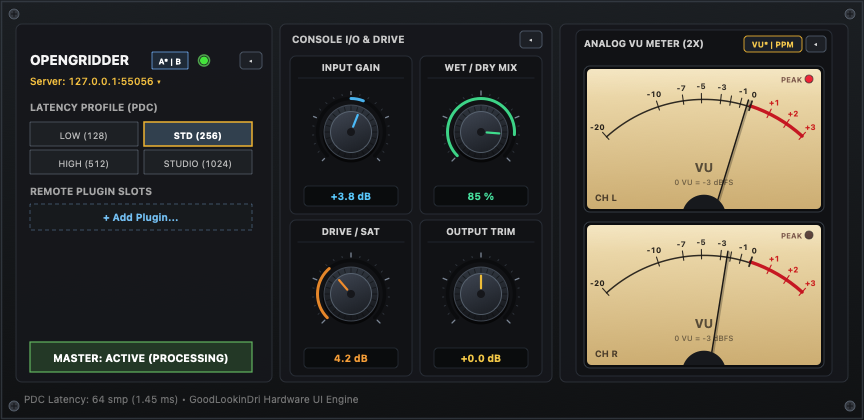 OPENGRIDDER
A* | B
Server: 127.0.0.1:55056 ▾
LATENCY PROFILE (PDC)
LOW (128)
STD (256)
HIGH (512)
STUDIO (1024)
REMOTE PLUGIN SLOTS
+ Add Plugin...
MASTER: ACTIVE (PROCESSING)
CONSOLE I/O & DRIVE
INPUT GAIN
+3.8 dB
WET / DRY MIX
85 %
DRIVE / SAT
4.2 dB
OUTPUT TRIM
+0.0 dB
ANALOG VU METER (2X)
VU* | PPM
PEAK
-20 -10 -7 -5 -3 -1 0 +1 +2 +3
VU
0 VU = -3 dBFS
CH L
PEAK
-20 -10 -7 -5 -3 -1 0 +1 +2 +3
VU
0 VU = -3 dBFS
CH R
PDC Latency: 64 smp (1.45 ms) • GoodLookinDri Hardware UI Engine